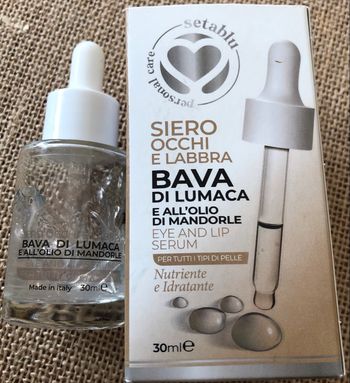 setablu
personal care
SIERO
OCCHI
E LABBRA
BAVA
DI LUMACA
E ALL'OLIO
DI MANDORLE
EYE AND LIP
SERUM
PER TUTTI I TIPI DI PELLE
Nutriente
e Idratante
30ml e
BAVA DI LUMACA
E ALL'OLIO DI MANDORLE
Made in Italy 30ml e